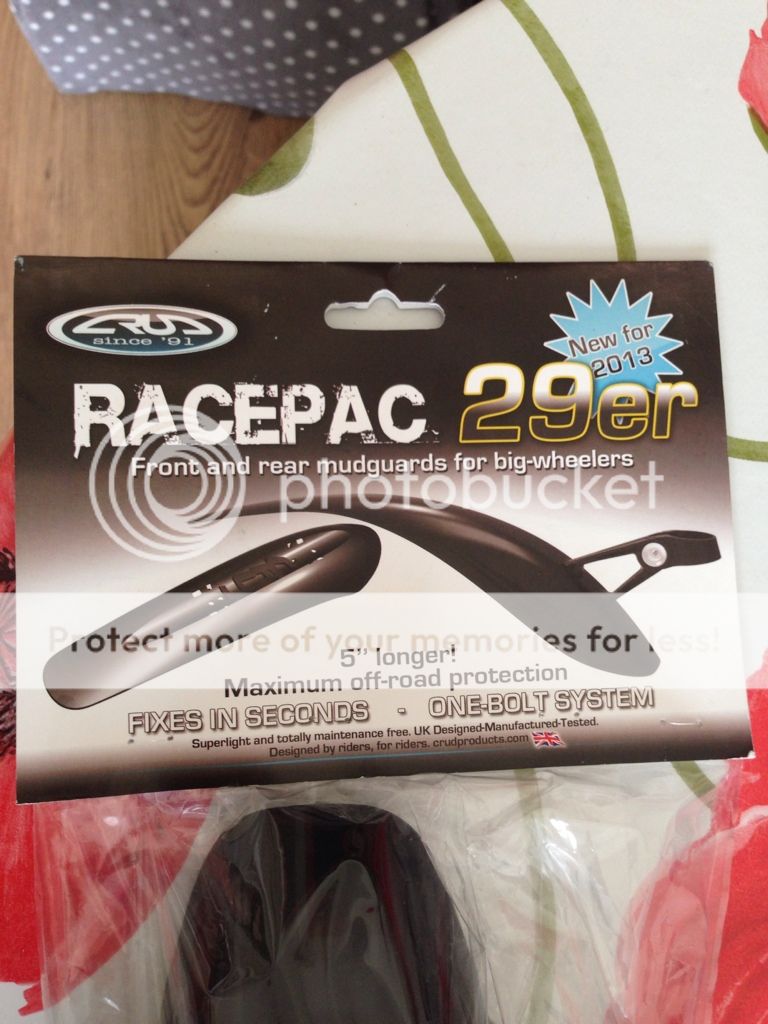 CRUD
since '91
New for
2013
RACEPAC 29er
Front and rear mudguards for big-wheelers
photobucket
Protect more of your memories for less!
5" longer!
Maximum off-road protection
FIXES IN SECONDS - ONE-BOLT SYSTEM
Superlight and totally maintenance free. UK Designed-Manufactured-Tested.
Designed by riders, for riders. crudproducts.com